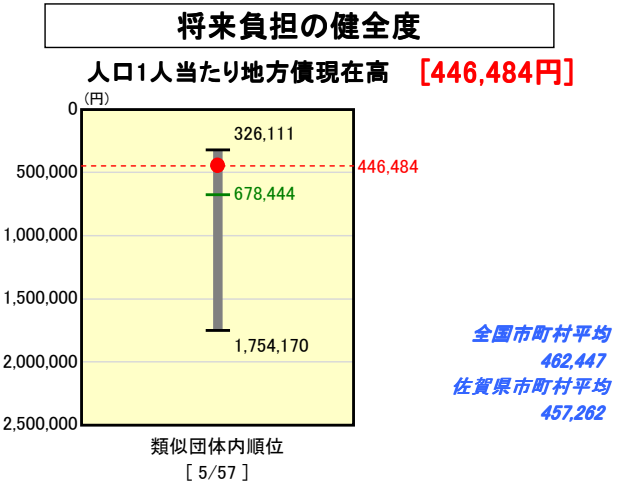 将来負担の健全度
人口1人当たり地方債現在高 [446,484円]
(円)
0
326,111
446,484
500,000
678,444
1,000,000
1,500,000
1,754,170
2,000,000
2,500,000
全国市町村平均
462,447
佐賀県市町村平均
457,262
類似団体内順位
[ 5/57 ]